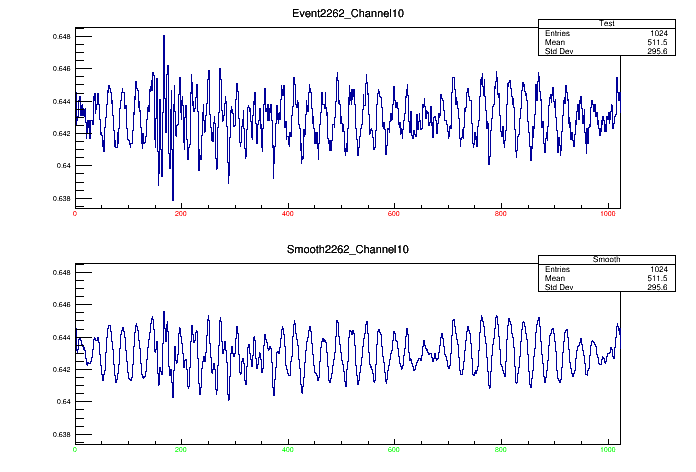 Event2262_Channel10
Test
Entries 1024
Mean 511.5
Std Dev 295.6
0.648
0.646
0.644
0.642
0.64
0.638
0 200 400 600 800 1000
Smooth2262_Channel10
Smooth
Entries 1024
Mean 511.5
Std Dev 295.6
0.648
0.646
0.644
0.642
0.64
0.638
0 200 400 600 800 1000